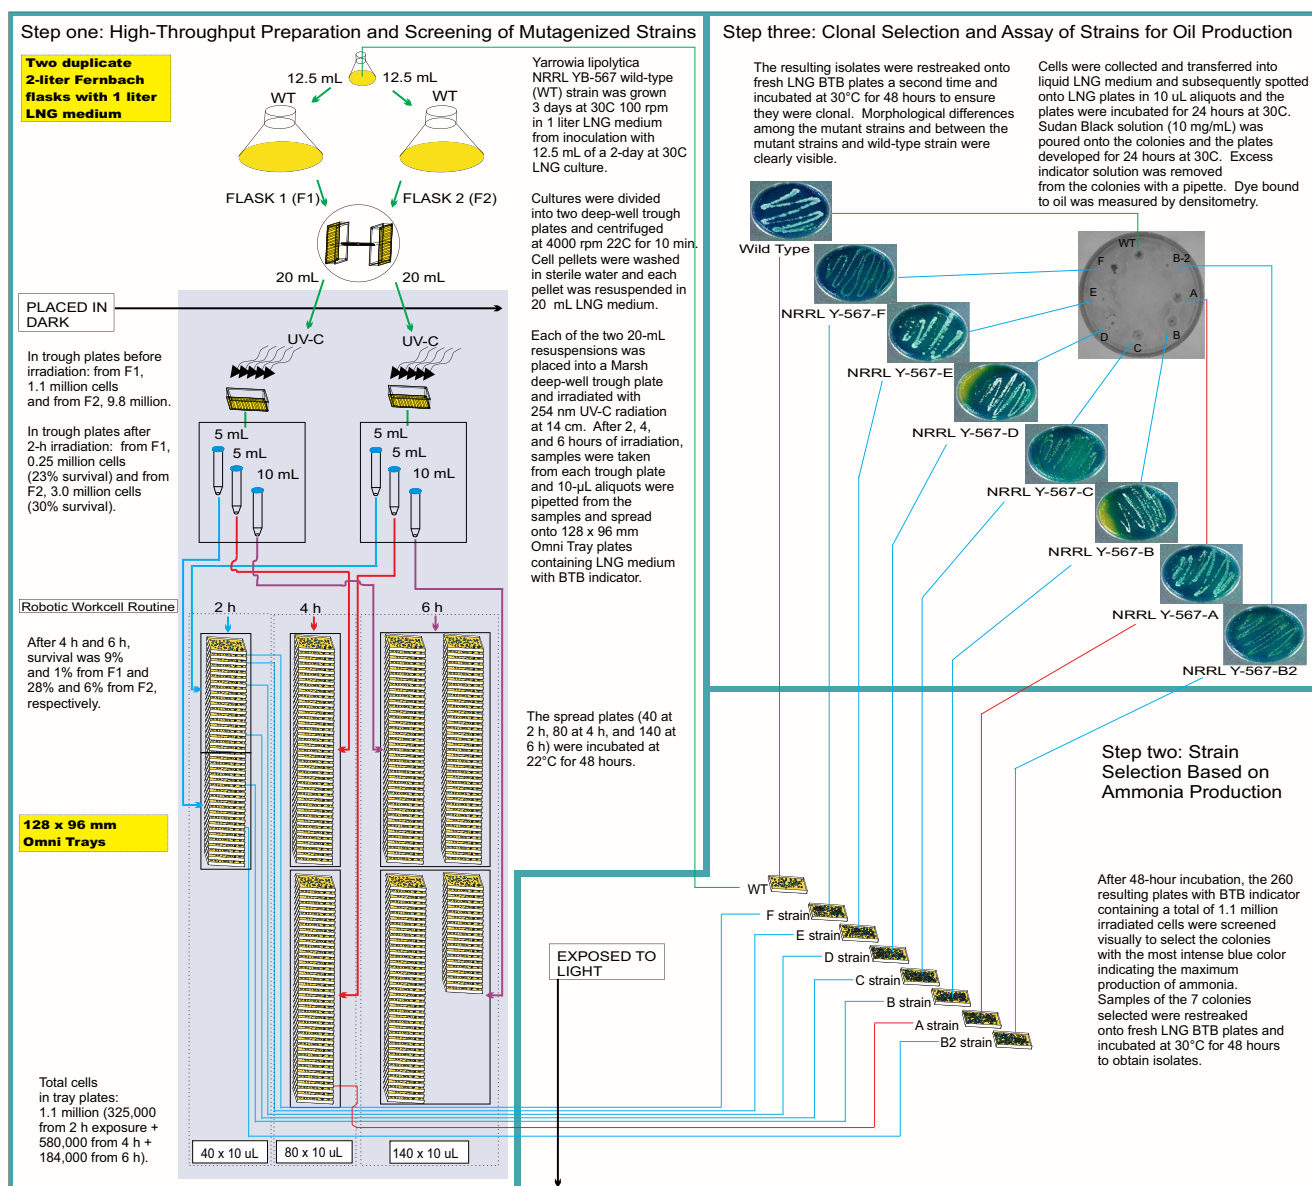 Step one: High-Throughput Preparation and Screening of Mutagenized Strains
Two duplicate
2-liter Fernbach
flasks with 1 liter
LNG medium
12.5 mL
12.5 mL
WT
WT
FLASK 1 (F1)
FLASK 2 (F2)
20 mL
20 mL
Yarrowia lipolytica
NRRL YB-567 wild-type
(WT) strain was grown
3 days at 30C 100 rpm
in 1 liter LNG medium
from inoculation with
12.5 mL of a 2-day at 30C
LNG culture.
Cultures were divided
into two deep-well trough
plates and centrifuged
at 4000 rpm 22C for 10 min.
Cell pellets were washed
in sterile water and each
pellet was resuspended in
20 mL LNG medium.
Each of the two 20-mL
resuspensions was
placed into a Marsh
deep-well trough plate
and irradiated with
254 nm UV-C radiation
at 14 cm. After 2, 4,
and 6 hours of irradiation,
samples were taken
from each trough plate
and 10-µL aliquots were
pipetted from the
samples and spread
onto 128 x 96 mm
Omni Tray plates
containing LNG medium
with BTB indicator.
PLACED IN
DARK
UV-C
UV-C
In trough plates before
irradiation: from F1,
1.1 million cells
and from F2, 9.8 million.
In trough plates after
2-h irradiation: from F1,
0.25 million cells
(23% survival) and from
F2, 3.0 million cells
(30% survival).
5 mL
5 mL
10 mL
5 mL
5 mL
10 mL
Robotic Workcell Routine
2 h
4 h
6 h
After 4 h and 6 h,
survival was 9%
and 1% from F1 and
28% and 6% from F2,
respectively.
The spread plates (40 at
2 h, 80 at 4 h, and 140 at
6 h) were incubated at
22°C for 48 hours.
128 x 96 mm
Omni Trays
Total cells
in tray plates:
1.1 million (325,000
from 2 h exposure +
580,000 from 4 h +
184,000 from 6 h).
40 x 10 uL
80 x 10 uL
140 x 10 uL
EXPOSED TO
LIGHT
Step two: Strain
Selection Based on
Ammonia Production
After 48-hour incubation, the 260
resulting plates with BTB indicator
containing a total of 1.1 million
irradiated cells were screened
visually to select the colonies
with the most intense blue color
indicating the maximum
production of ammonia.
Samples of the 7 colonies
selected were restreaked
onto fresh LNG BTB plates and
incubated at 30°C for 48 hours
to obtain isolates.
WT
F strain
E strain
D strain
C strain
B strain
A strain
B2 strain
Step three: Clonal Selection and Assay of Strains for Oil Production
The resulting isolates were restreaked onto
fresh LNG BTB plates a second time and
incubated at 30°C for 48 hours to ensure
they were clonal. Morphological differences
among the mutant strains and between the
mutant strains and wild-type strain were
clearly visible.
Cells were collected and transferred into
liquid LNG medium and subsequently spotted
onto LNG plates in 10 uL aliquots and the
plates were incubated for 24 hours at 30C.
Sudan Black solution (10 mg/mL) was
poured onto the colonies and the plates
developed for 24 hours at 30C. Excess
indicator solution was removed
from the colonies with a pipette. Dye bound
to oil was measured by densitometry.
Wild Type
NRRL Y-567-F
NRRL Y-567-E
NRRL Y-567-D
NRRL Y-567-C
NRRL Y-567-B
NRRL Y-567-A
NRRL Y-567-B2
WT
B-2
A
B
C
D
E
F